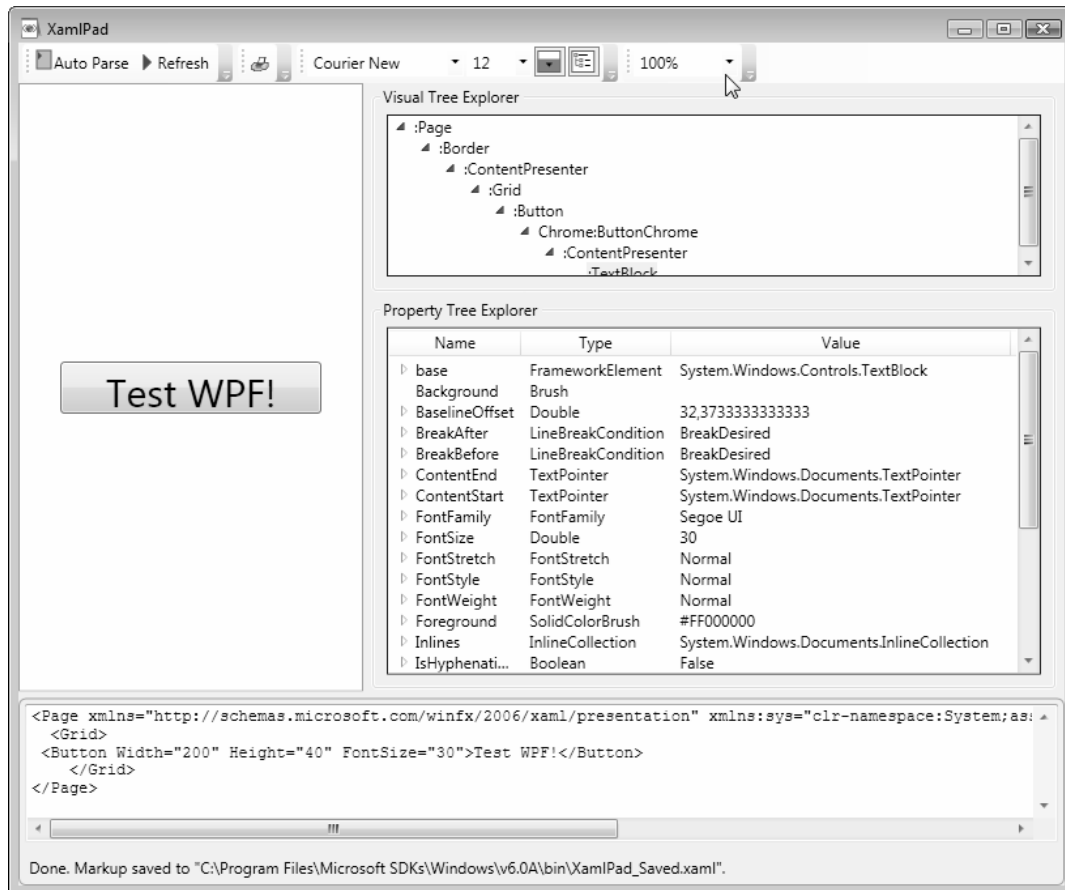 XamlPad
Auto Parse Refresh Courier New 12 100%
Visual Tree Explorer
:Page
:Border
:ContentPresenter
:Grid
:Button
Chrome:ButtonChrome
:ContentPresenter
:TextBlock
Test WPF!
Property Tree Explorer
Name Type Value
base FrameworkElement System.Windows.Controls.TextBlock
Background Brush
BaselineOffset Double 32,3733333333333
BreakAfter LineBreakCondition BreakDesired
BreakBefore LineBreakCondition BreakDesired
ContentEnd TextPointer System.Windows.Documents.TextPointer
ContentStart TextPointer System.Windows.Documents.TextPointer
FontFamily FontFamily Segoe UI
FontSize Double 30
FontStretch FontStretch Normal
FontStyle FontStyle Normal
FontWeight FontWeight Normal
Foreground SolidColorBrush #FF000000
Inlines InlineCollection System.Windows.Documents.InlineCollection
IsHyphenati... Boolean False
<Page xmlns="http://schemas.microsoft.com/winfx/2006/xaml/presentation" xmlns:sys="clr-namespace:System;as
<Grid>
<Button Width="200" Height="40" FontSize="30">Test WPF!</Button>
</Grid>
</Page>
Done. Markup saved to "C:\Program Files\Microsoft SDKs\Windows\v6.0A\bin\XamlPad_Saved.xaml".